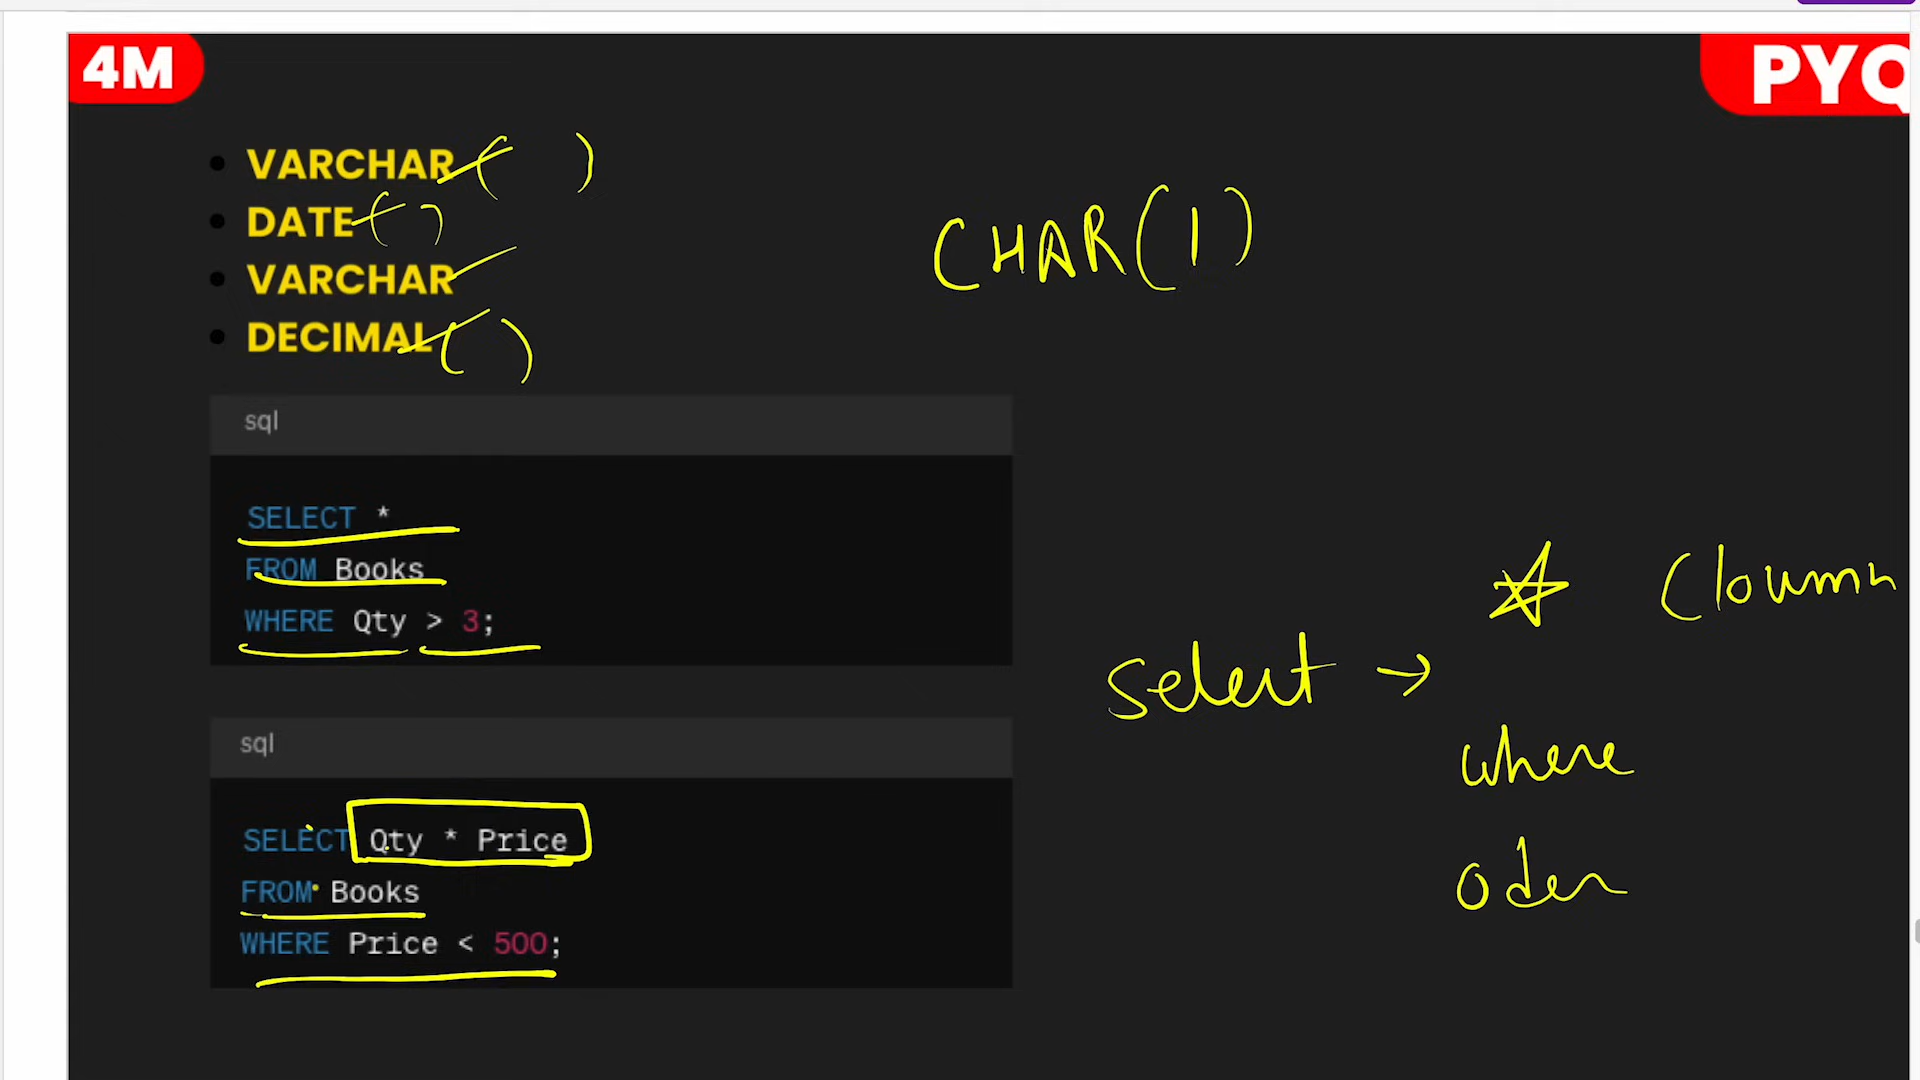 4M
PYQ
VARCHAR ( )
DATE ( )
VARCHAR
DECIMAL ( )
CHAR(1)
sql
SELECT *
FROM Books
WHERE Qty > 3;
sql
SELECT Qty * Price
FROM Books
WHERE Price < 500;
Cloumn
Select →
where
oder